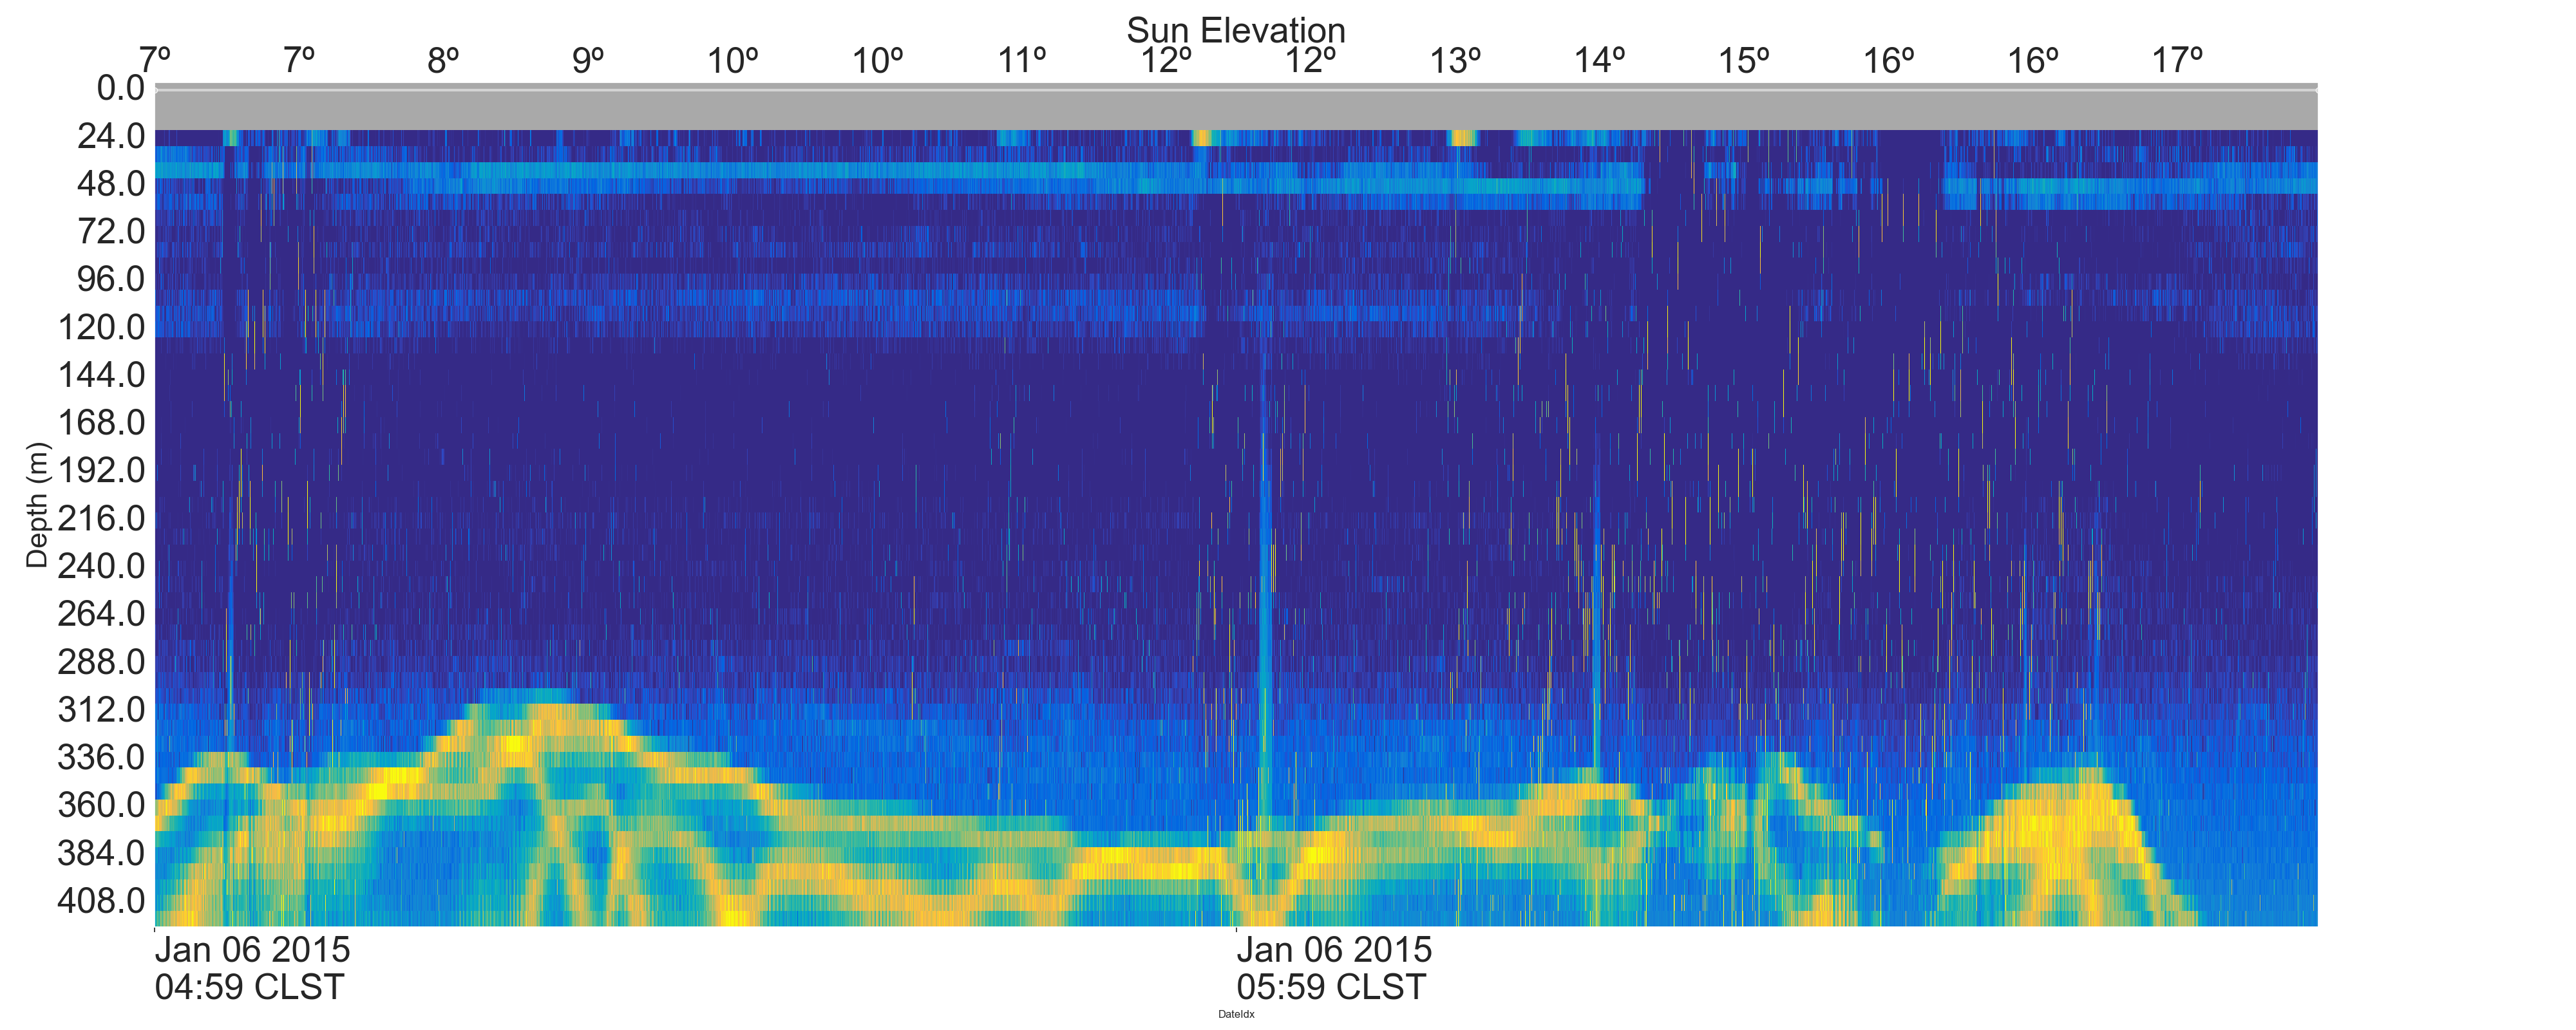 Sun Elevation
7º 7º 8º 9º 10º 10º 11º 12º 12º 13º 14º 15º 16º 16º 17º
0.0
24.0
48.0
72.0
96.0
120.0
144.0
168.0
192.0
216.0
240.0
264.0
288.0
312.0
336.0
360.0
384.0
408.0
Depth (m)
Jan 06 2015
04:59 CLST
Jan 06 2015
05:59 CLST
DateIdx